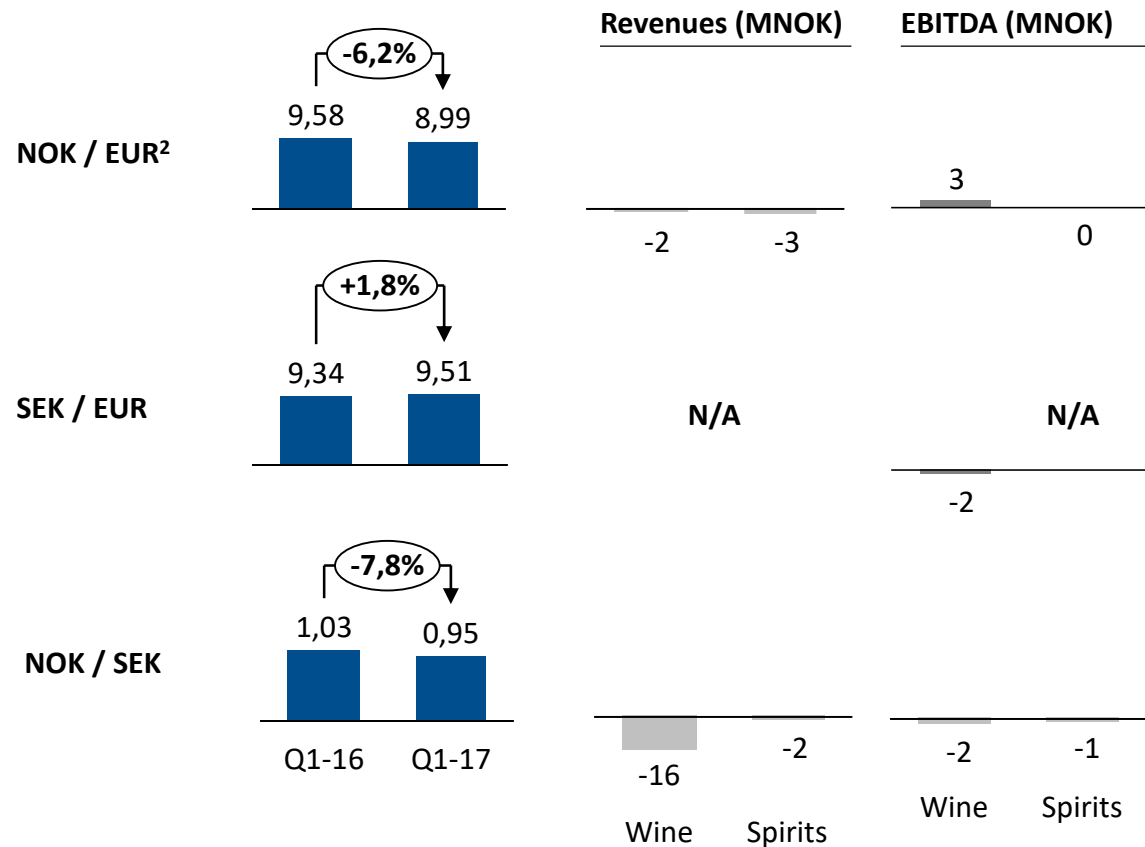 Revenues (MNOK) EBITDA (MNOK)
-6,2%
9,58 8,99
NOK / EUR²
3
-2 -3 0
+1,8%
9,34 9,51
SEK / EUR N/A N/A
-2
-7,8%
1,03 0,95
NOK / SEK
Q1-16 Q1-17 -16 -2 -2 -1
Wine Spirits Wine Spirits